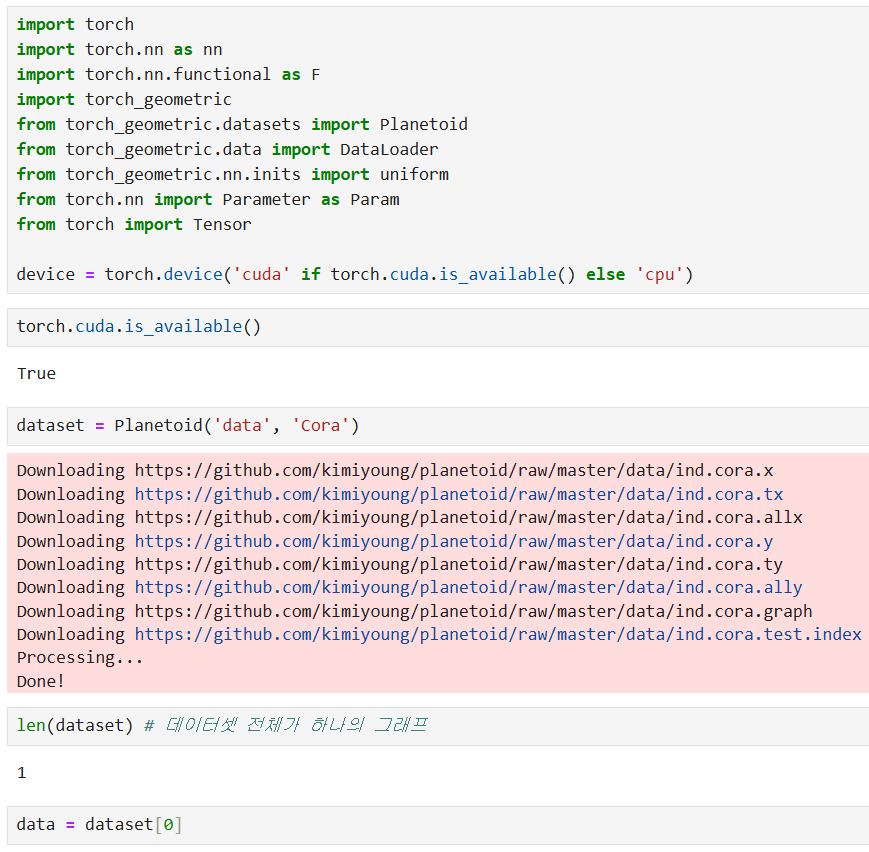 import torch
import torch.nn as nn
import torch.nn.functional as F
import torch_geometric
from torch_geometric.datasets import Planetoid
from torch_geometric.data import DataLoader
from torch_geometric.nn.inits import uniform
from torch.nn import Parameter as Param
from torch import Tensor
device = torch.device('cuda' if torch.cuda.is_available() else 'cpu')
torch.cuda.is_available()
True
dataset = Planetoid('data', 'Cora')
Downloading https://github.com/kimiyoung/planetoid/raw/master/data/ind.cora.x
Downloading https://github.com/kimiyoung/planetoid/raw/master/data/ind.cora.tx
Downloading https://github.com/kimiyoung/planetoid/raw/master/data/ind.cora.allx
Downloading https://github.com/kimiyoung/planetoid/raw/master/data/ind.cora.y
Downloading https://github.com/kimiyoung/planetoid/raw/master/data/ind.cora.ty
Downloading https://github.com/kimiyoung/planetoid/raw/master/data/ind.cora.ally
Downloading https://github.com/kimiyoung/planetoid/raw/master/data/ind.cora.graph
Downloading https://github.com/kimiyoung/planetoid/raw/master/data/ind.cora.test.index
Processing...
Done!
len(dataset) # 데이터셋 전체가 하나의 그래프
1
data = dataset[0]